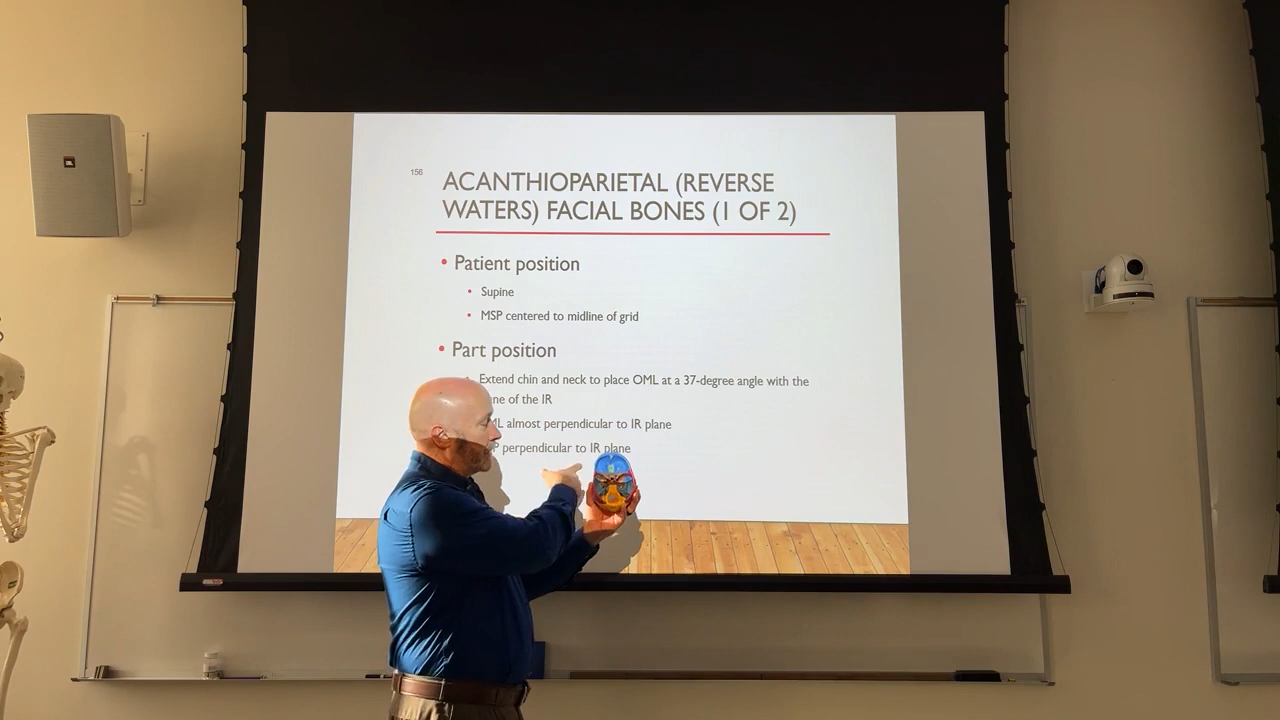 156
ACANTHIOPARIETAL (REVERSE
WATERS) FACIAL BONES (1 OF 2)
• Patient position
• Supine
• MSP centered to midline of grid
• Part position
Extend chin and neck to place OML at a 37-degree angle with the
of the IR
almost perpendicular to IR plane
perpendicular to IR plane
JBL